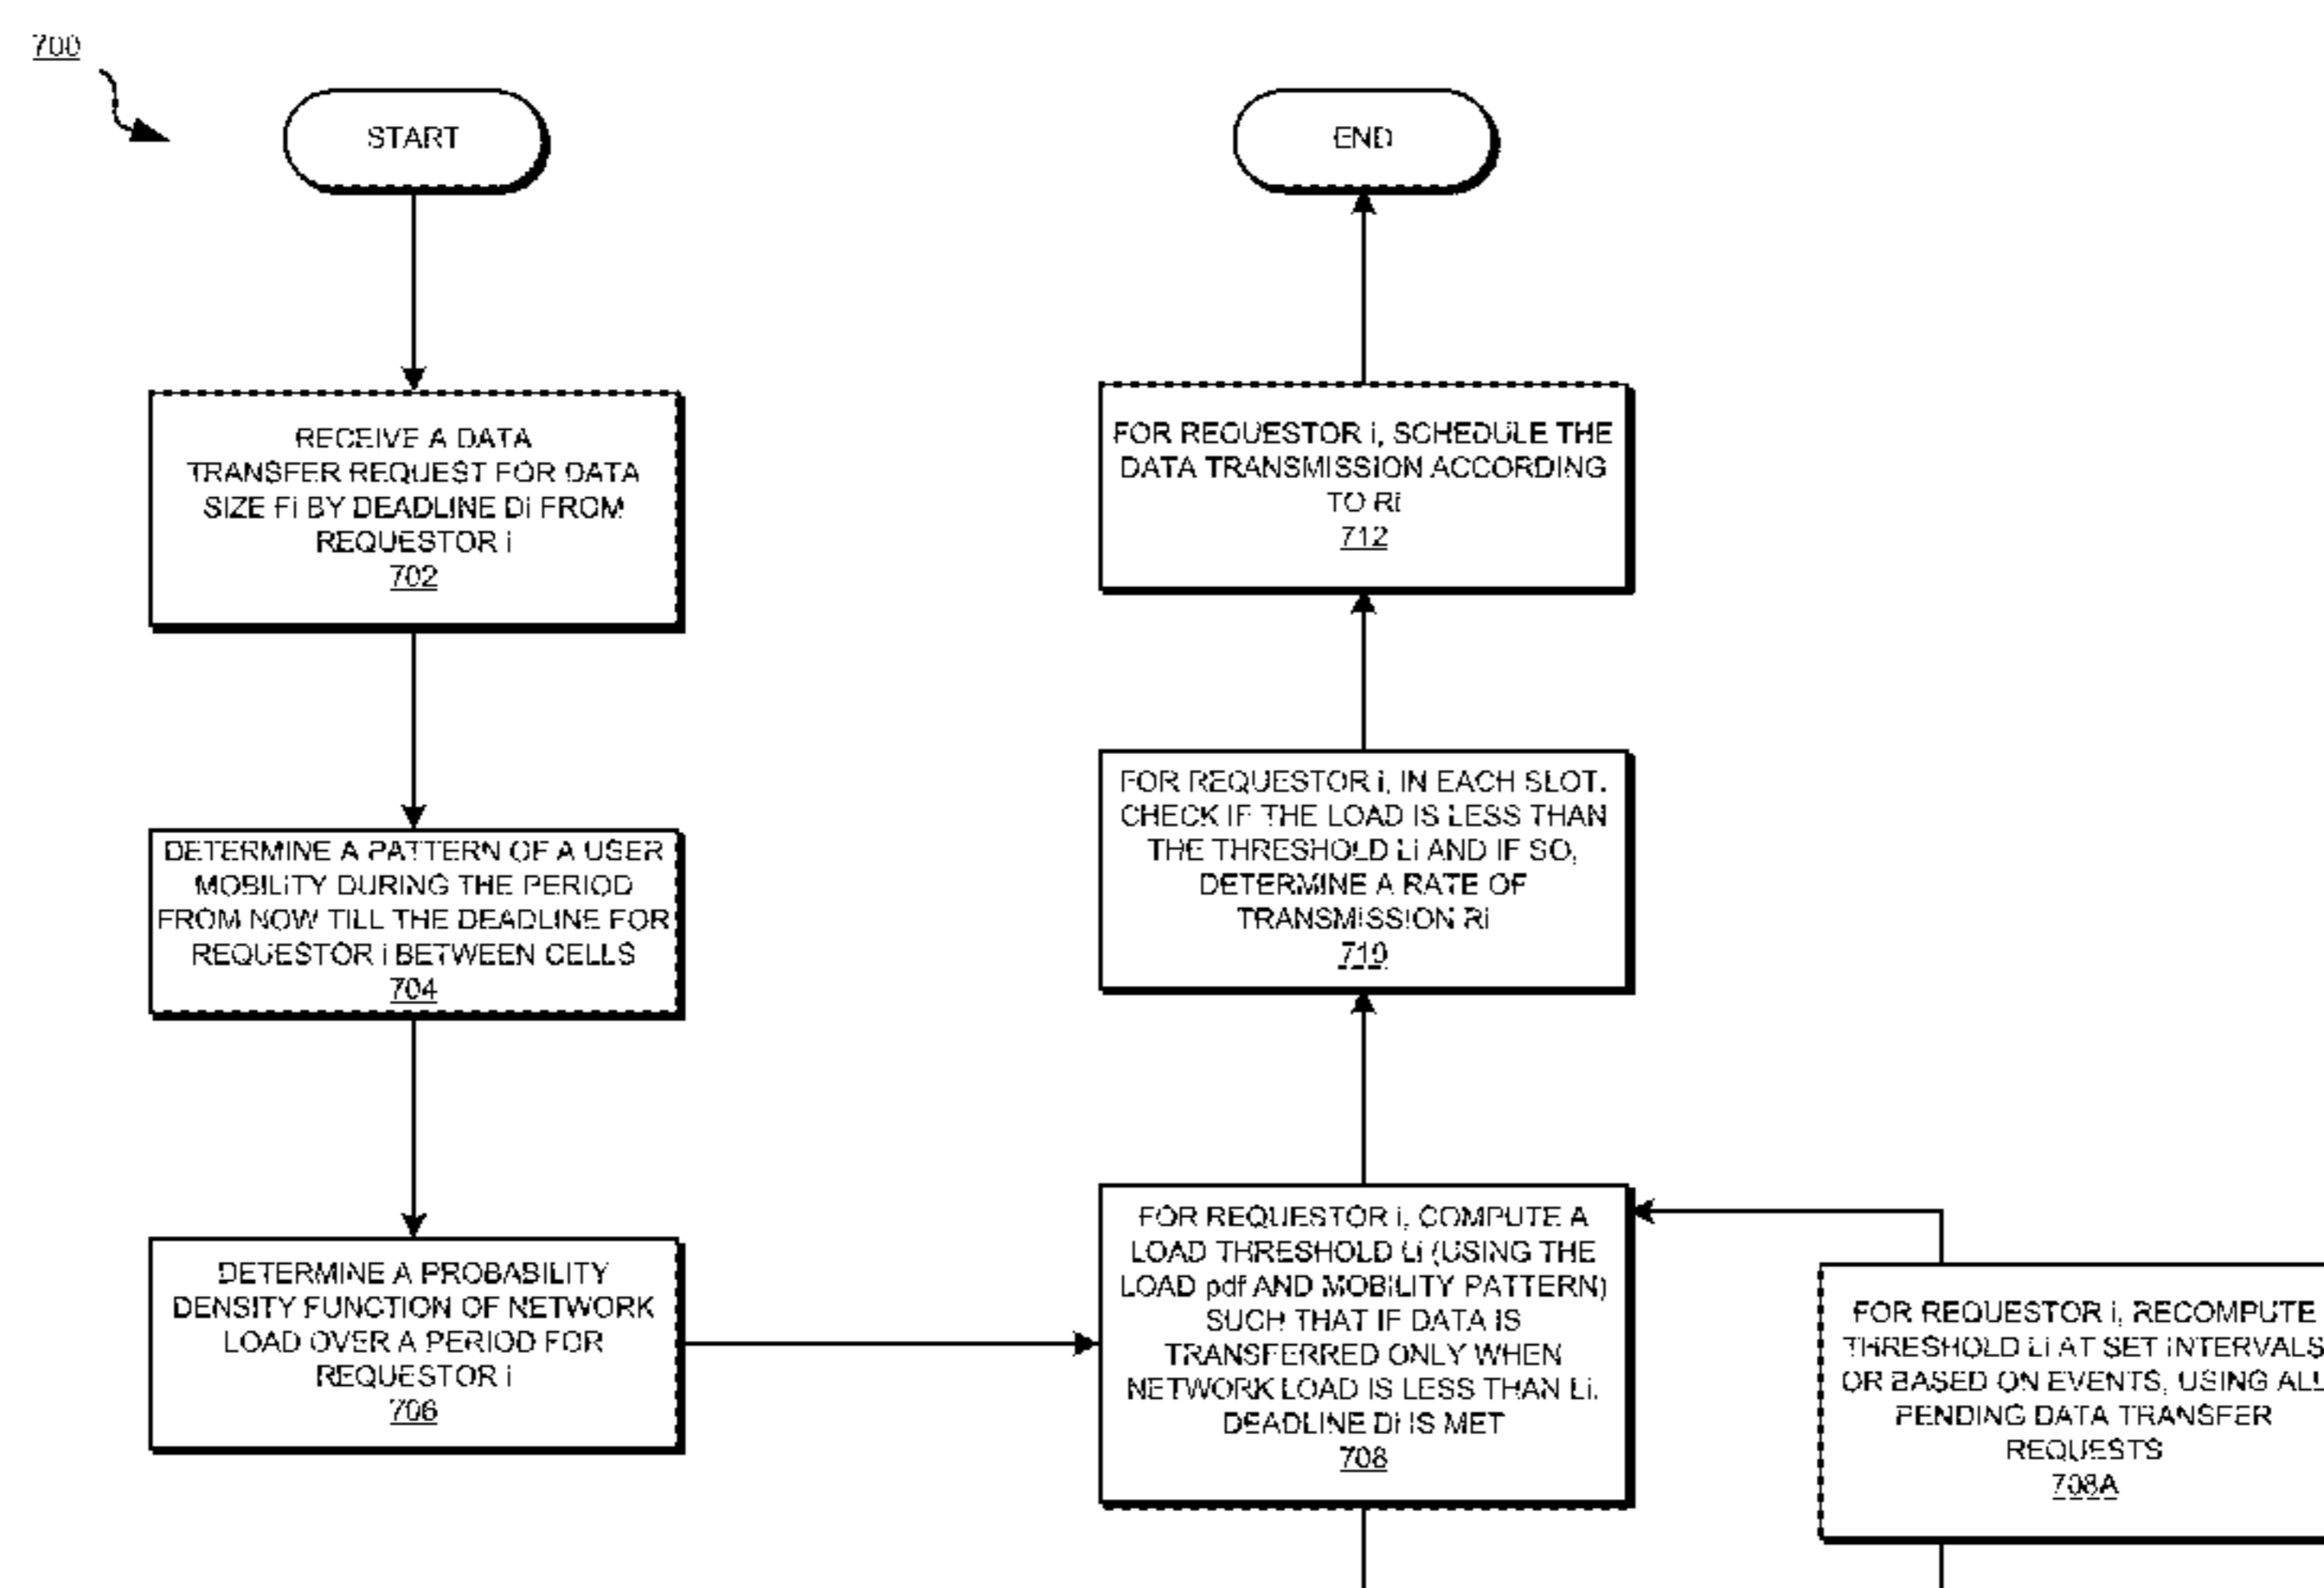 700
START
RECEIVE A DATA
TRANSFER REQUEST FOR DATA
SIZE Fi BY DEADLINE Di FROM
REQUESTOR i
702
DETERMINE A PATTERN OF A USER
MOBILITY DURING THE PERIOD
FROM NOW TILL THE DEADLINE FOR
REQUESTOR i BETWEEN CELLS
704
DETERMINE A PROBABILITY
DENSITY FUNCTION OF NETWORK
LOAD OVER A PERIOD FOR
REQUESTOR i
706
END
FOR REQUESTOR i, SCHEDULE THE
DATA TRANSMISSION ACCORDING
TO Ri
712
FOR REQUESTOR i, IN EACH SLOT,
CHECK IF THE LOAD IS LESS THAN
THE THRESHOLD Li AND IF SO,
DETERMINE A RATE OF
TRANSMISSION Ri
710
FOR REQUESTOR i, COMPUTE A
LOAD THRESHOLD Li (USING THE
LOAD pdf AND MOBILITY PATTERN)
SUCH THAT IF DATA IS
TRANSFERRED ONLY WHEN
NETWORK LOAD IS LESS THAN Li,
DEADLINE Di IS MET
708
FOR REQUESTOR i, RECOMPUTE
THRESHOLD Li AT SET INTERVALS
OR BASED ON EVENTS, USING ALL
PENDING DATA TRANSFER
REQUESTS
708A